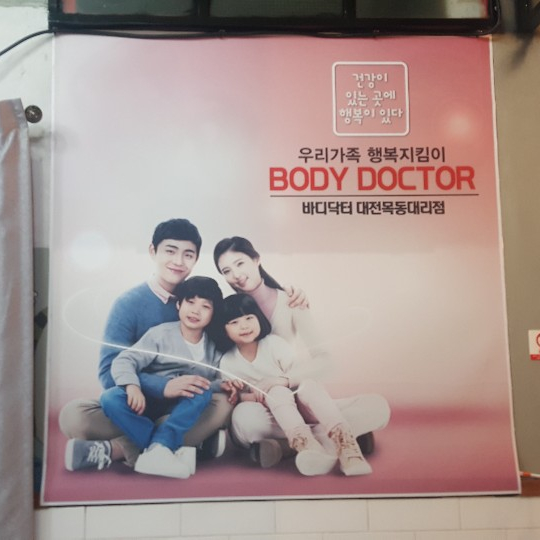 건강이
있는 곳에
행복이 있다
우리가족 행복지킴이
BODY DOCTOR
바디닥터 대전목동대리점